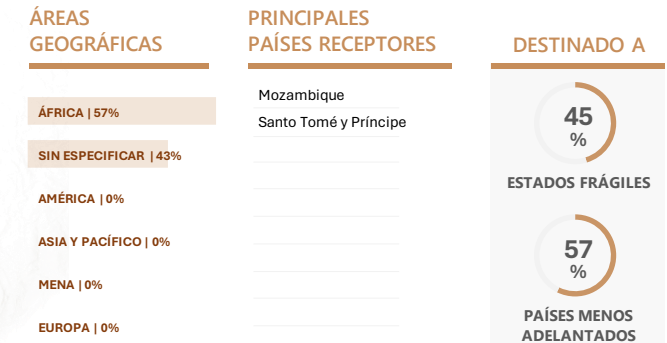 ÁREAS
GEOGRÁFICAS
ÁFRICA | 57%
SIN ESPECIFICAR | 43%
AMÉRICA | 0%
ASIA Y PACÍFICO | 0%
MENA | 0%
EUROPA | 0%
PRINCIPALES
PAÍSES RECEPTORES
Mozambique
Santo Tomé y Príncipe
DESTINADO A
45
%
ESTADOS FRÁGILES
57
%
PAÍSES MENOS
ADELANTADOS